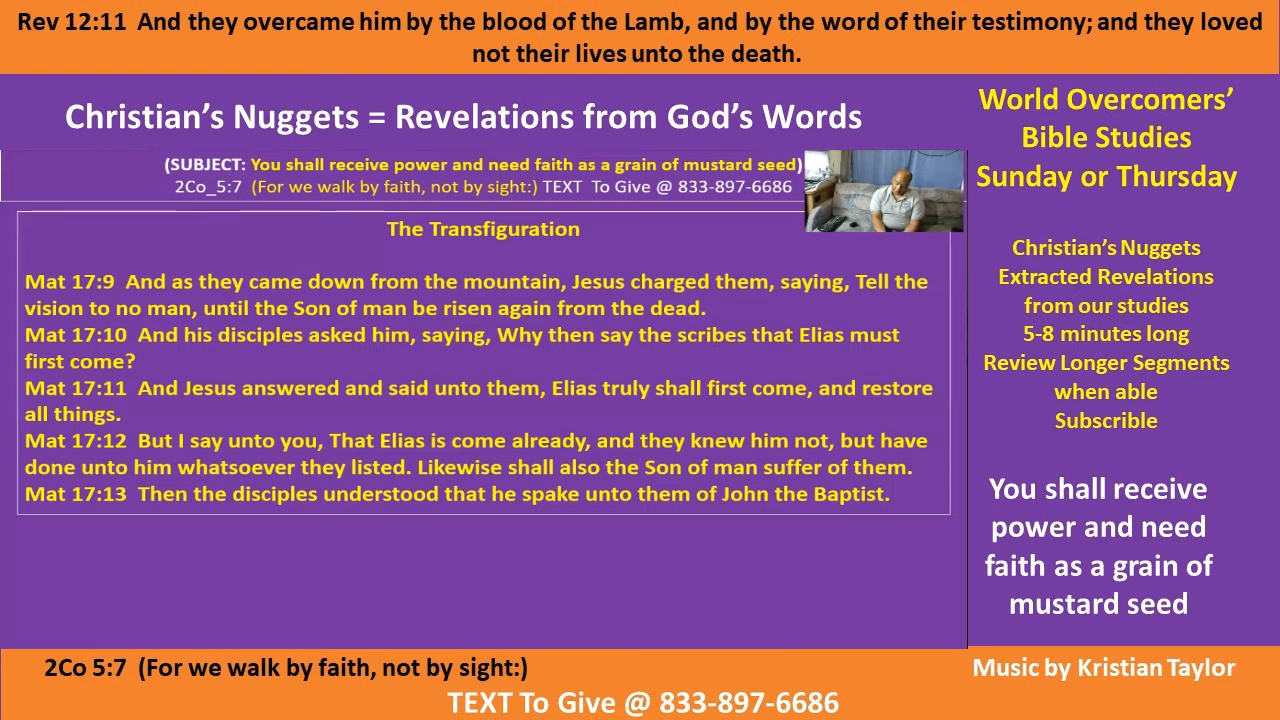 Rev 12:11  And they overcame him by the blood of the Lamb, and by the word of their testimony; and they loved
not their lives unto the death.
Christian’s Nuggets = Revelations from God’s Words
(SUBJECT: You shall receive power and need faith as a grain of mustard seed)
2Co_5:7  (For we walk by faith, not by sight:) TEXT  To Give @ 833-897-6686
The Transfiguration
Mat 17:9  And as they came down from the mountain, Jesus charged them, saying, Tell the
vision to no man, until the Son of man be risen again from the dead.
Mat 17:10  And his disciples asked him, saying, Why then say the scribes that Elias must
first come?
Mat 17:11  And Jesus answered and said unto them, Elias truly shall first come, and restore
all things.
Mat 17:12  But I say unto you, That Elias is come already, and they knew him not, but have
done unto him whatsoever they listed. Likewise shall also the Son of man suffer of them.
Mat 17:13  Then the disciples understood that he spake unto them of John the Baptist.
World Overcomers’
Bible Studies
Sunday or Thursday
Christian’s Nuggets
Extracted Revelations
from our studies
5-8 minutes long
Review Longer Segments
when able
Subscrible
You shall receive
power and need
faith as a grain of
mustard seed
2Co 5:7  (For we walk by faith, not by sight:)
Music by Kristian Taylor
TEXT To Give @ 833-897-6686